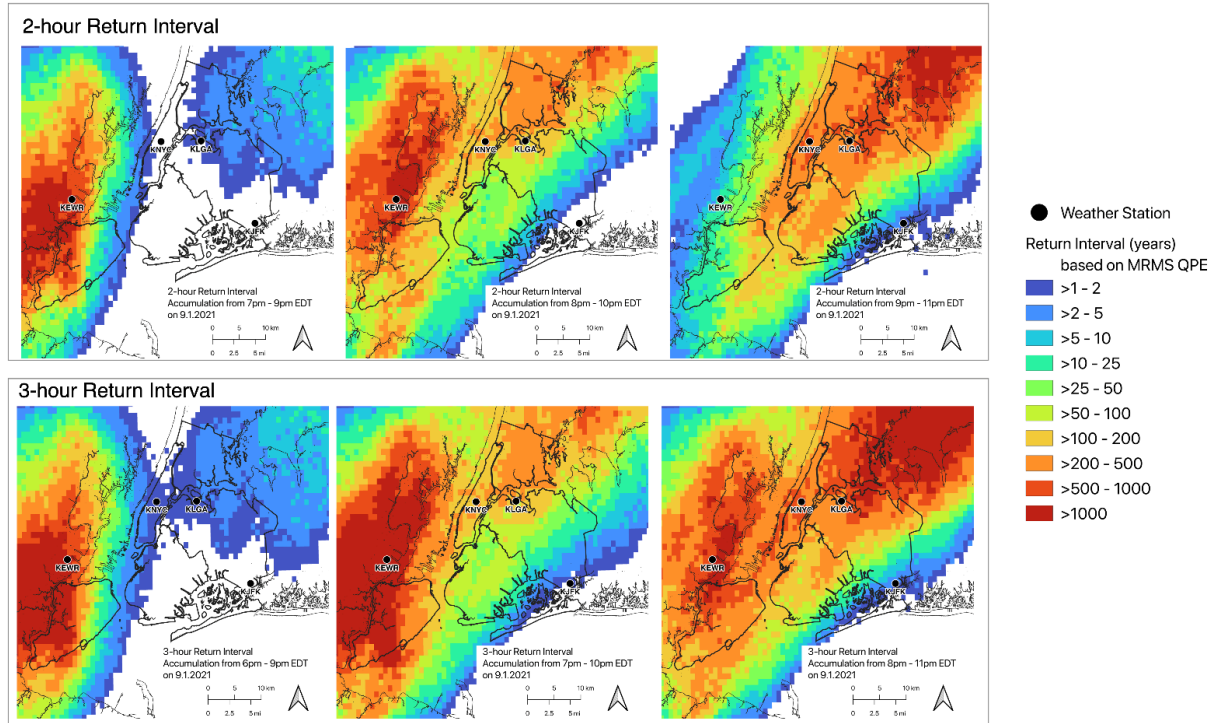 2-hour Return Interval
KNYC
KLGA
KEWR
KJFK
2-hour Return Interval
Accumulation from 7pm - 9pm EDT
on 9.1.2021
0 5 10 km
0 2.5 5 mi
KNYC
KLGA
KEWR
KJFK
2-hour Return Interval
Accumulation from 8pm - 10pm EDT
on 9.1.2021
0 5 10 km
0 2.5 5 mi
KNYC
KLGA
KEWR
KJFK
2-hour Return Interval
Accumulation from 9pm - 11pm EDT
on 9.1.2021
0 5 10 km
0 2.5 5 mi
3-hour Return Interval
KNYC
KLGA
KEWR
KJFK
3-hour Return Interval
Accumulation from 6pm - 9pm EDT
on 9.1.2021
0 5 10 km
0 2.5 5 mi
KNYC
KLGA
KEWR
KJFK
3-hour Return Interval
Accumulation from 7pm - 10pm EDT
on 9.1.2021
0 5 10 km
0 2.5 5 mi
KNYC
KLGA
KEWR
KJFK
3-hour Return Interval
Accumulation from 8pm - 11pm EDT
on 9.1.2021
0 5 10 km
0 2.5 5 mi
Weather Station
Return Interval (years)
based on MRMS QPE
>1 - 2
>2 - 5
>5 - 10
>10 - 25
>25 - 50
>50 - 100
>100 - 200
>200 - 500
>500 - 1000
>1000